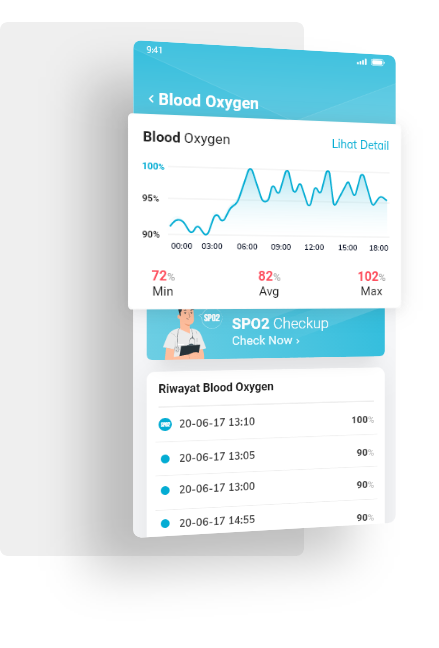 9:41
‹ Blood Oxygen
Blood Oxygen
Lihat Detail
100%
95%
90%
00:00 03:00 06:00 09:00 12:00 15:00 18:00
72% 82% 102%
Min Avg Max
SPO2
SPO2 Checkup
Check Now ›
Riwayat Blood Oxygen
SPO2 20-06-17 13:10 100%
20-06-17 13:05 90%
20-06-17 13:00 90%
20-06-17 14:55 90%